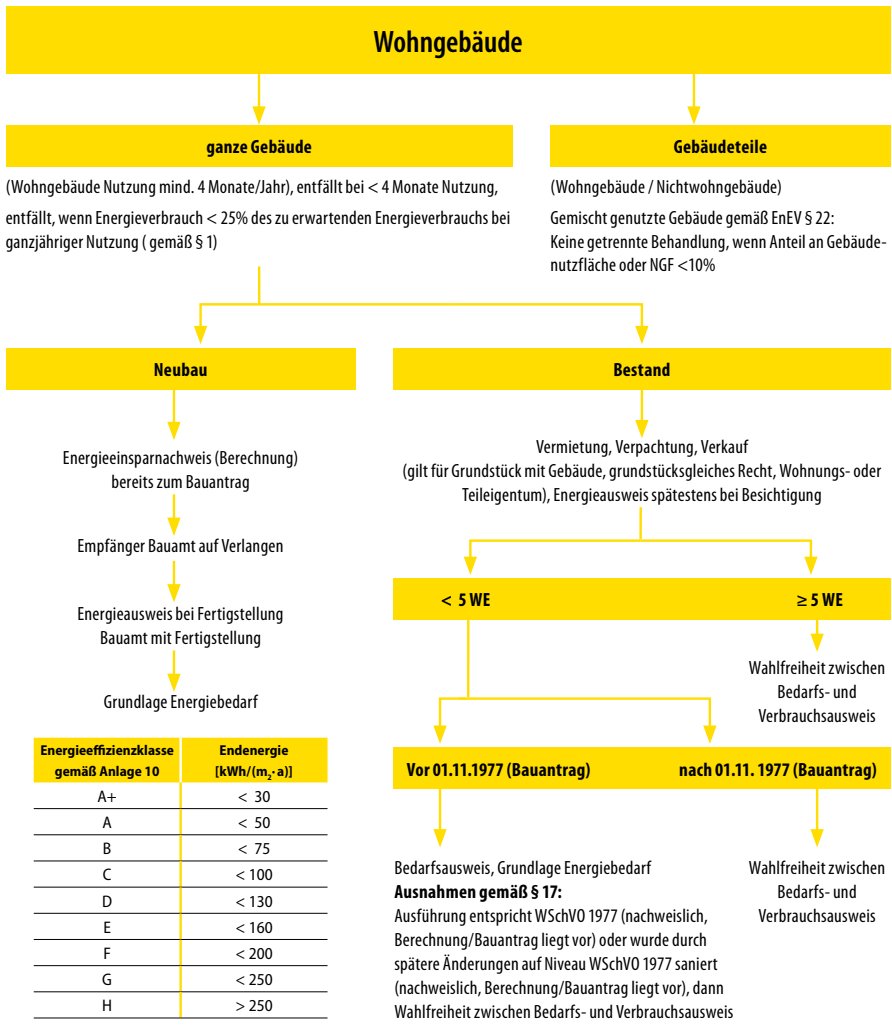 Wohngebäude
ganze Gebäude
(Wohngebäude Nutzung mind. 4 Monate/Jahr), entfällt bei < 4 Monate Nutzung,
entfällt, wenn Energieverbrauch < 25% des zu erwartenden Energieverbrauchs bei
ganzjähriger Nutzung ( gemäß § 1)
Gebäudeteile
(Wohngebäude / Nichtwohngebäude)
Gemischt genutzte Gebäude gemäß EnEV § 22:
Keine getrennte Behandlung, wenn Anteil an Gebäude-
nutzfläche oder NGF <10%
Neubau
Energieeinsparnachweis (Berechnung)
bereits zum Bauantrag
Empfänger Bauamt auf Verlangen
Energieausweis bei Fertigstellung
Bauamt mit Fertigstellung
Grundlage Energiebedarf
Energieeffizienzklasse gemäß Anlage 10 Endenergie [kWh/(m₂· a)]
A+ < 30
A < 50
B < 75
C < 100
D < 130
E < 160
F < 200
G < 250
H > 250
Bestand
Vermietung, Verpachtung, Verkauf
(gilt für Grundstück mit Gebäude, grundstücksgleiches Recht, Wohnungs- oder
Teileigentum), Energieausweis spätestens bei Besichtigung
< 5 WE
≥ 5 WE
Wahlfreiheit zwischen
Bedarfs- und
Verbrauchsausweis
Vor 01.11.1977 (Bauantrag)
nach 01.11. 1977 (Bauantrag)
Bedarfsausweis, Grundlage Energiebedarf
Ausnahmen gemäß § 17:
Ausführung entspricht WSchVO 1977 (nachweislich,
Berechnung/Bauantrag liegt vor) oder wurde durch
spätere Änderungen auf Niveau WSchVO 1977 saniert
(nachweislich, Berechnung/Bauantrag liegt vor), dann
Wahlfreiheit zwischen Bedarfs- und Verbrauchsausweis
Wahlfreiheit zwischen
Bedarfs- und
Verbrauchsausweis